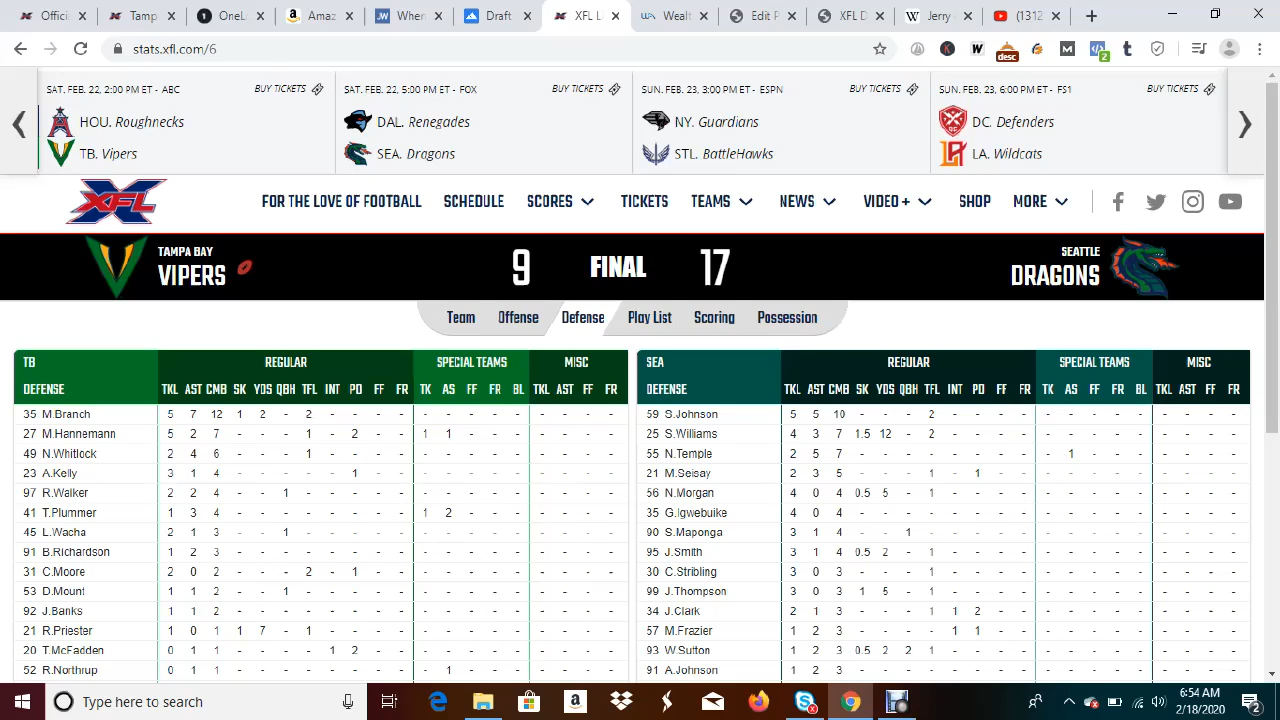 Offici
Tamp
OneL
Amaz
When
Draft
XFL L
Wealt
Edit P
XFL D
Jerry
(1312
stats.xfl.com/6
desc
2
SAT. FEB. 22, 2:00 PM ET - ABC BUY TICKETS
HOU. Roughnecks
TB. Vipers
SAT. FEB. 22, 5:00 PM ET - FOX BUY TICKETS
DAL. Renegades
SEA. Dragons
SUN. FEB. 23, 3:00 PM ET - ESPN BUY TICKETS
NY. Guardians
STL. BattleHawks
SUN. FEB. 23, 6:00 PM ET - FS1 BUY TICKETS
DC. Defenders
LA. Wildcats
XFL FOR THE LOVE OF FOOTBALL SCHEDULE SCORES TICKETS TEAMS NEWS VIDEO + SHOP MORE
TAMPA BAY
VIPERS
9 FINAL 17
SEATTLE
DRAGONS
Team Offense Defense Play List Scoring Possession
TB REGULAR SPECIAL TEAMS MISC
DEFENSE TKL AST CMB SK YDS QBH TFL INT PD FF FR TK AS FF FR BL TKL AST FF FR
35 M.Branch 5 7 12 1 2 - 2 - - - - - - - - - - - - -
27 M.Hannemann 5 2 7 - - - 1 - 2 - - 1 1 - - - - - - -
49 N.Whitlock 2 4 6 - - - 1 - - - - - - - - - - - - -
23 A.Kelly 3 1 4 - - - - - 1 - - - - - - - - - - -
97 R.Walker 2 2 4 - - 1 - - - - - - - - - - - - - -
41 T.Plummer 1 3 4 - - - - - - - - 1 2 - - - - - - -
45 L.Wacha 2 1 3 - - 1 - - - - - - - - - - - - - -
91 B.Richardson 1 2 3 - - - - - - - - - - - - - - - - -
31 C.Moore 2 0 2 - - - 2 - 1 - - - - - - - - - - -
53 D.Mount 1 1 2 - - 1 - - - - - - - - - - - - - -
92 J.Banks 1 1 2 - - - - - - - - - - - - - - - - -
21 R.Priester 1 0 1 1 7 - 1 - - - - - - - - - - - - -
20 T.McFadden 0 1 1 - - - - 1 2 - - - - - - - - - - -
52 R.Northrup 0 1 1 - - - - - - - - - 1 - - - - - - -
SEA REGULAR SPECIAL TEAMS MISC
DEFENSE TKL AST CMB SK YDS QBH TFL INT PD FF FR TK AS FF FR BL TKL AST FF FR
59 S.Johnson 5 5 10 - - - 2 - - - - - - - - - - - - -
25 S.Williams 4 3 7 1.5 12 - 2 - - - - - - - - - - - - -
55 N.Temple 2 5 7 - - - - - - - - - 1 - - - - - - -
21 M.Seisay 2 3 5 - - - 1 - 1 - - - - - - - - - - -
56 N.Morgan 4 0 4 0.5 5 - 1 - - - - - - - - - - - - -
35 G.Igwebuike 4 0 4 - - - - - - - - - - - - - - - - -
90 S.Maponga 3 1 4 - - 1 - - - - - - - - - - - - - -
95 J.Smith 3 1 4 0.5 2 - 1 - - - - - - - - - - - - -
30 C.Stribling 3 0 3 - - - 1 - - - - - - - - - - - - -
99 J.Thompson 3 0 3 1 5 - - - - - - - - - - - - - - -
34 J.Clark 2 1 3 - - - 1 1 2 - - - - - - - - - - -
57 M.Frazier 1 2 3 - - - - 1 1 - - - - - - - - - - -
93 W.Sutton 1 2 3 0.5 2 2 1 - - - - - - - - - - - - -
91 A.Johnson 1 2 3 - - - - - - - - - - - - - - - - -
Type here to search
6:54 AM
2/18/2020
2